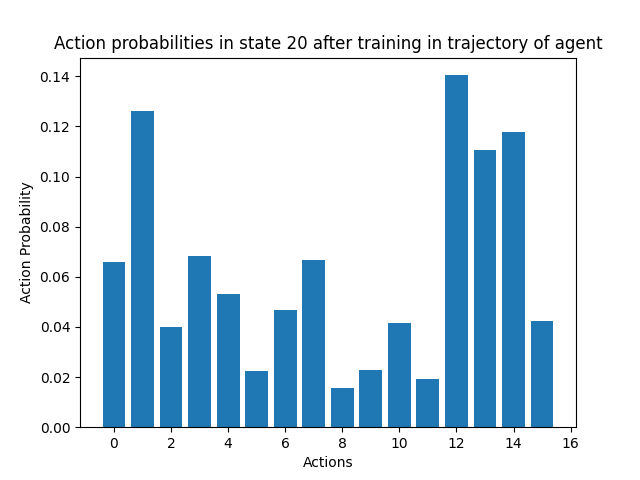 Action probabilities in state 20 after training in trajectory of agent
0.14
0.12
0.10
0.08
0.06
0.04
0.02
0.00
Action Probability
0 2 4 6 8 10 12 14 16
Actions